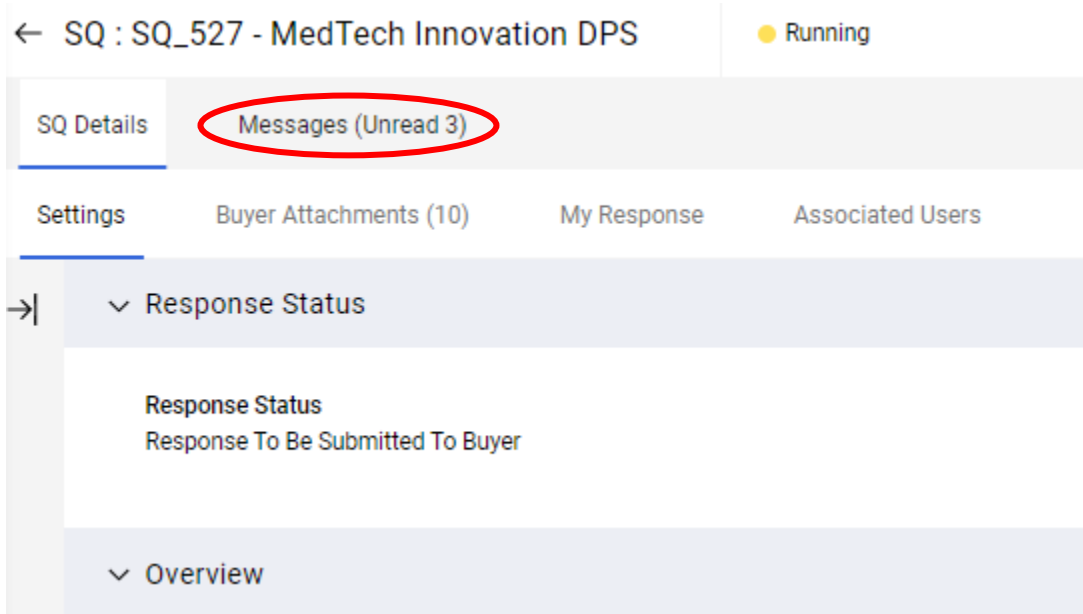 SQ : SQ_527 - MedTech Innovation DPS Running
SQ Details Messages (Unread 3)
Settings Buyer Attachments (10) My Response Associated Users
Response Status
Response Status
Response To Be Submitted To Buyer
Overview